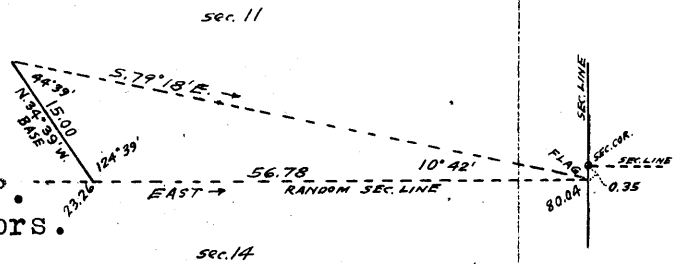 sec. 11
S. 79°18' E.
44°39'
15.00
N. 34°39' W.
BASE
124°39'
SEC. LINE
FLAG
SEC. COR.
SEC. LINE
56.78
10°42'
23.26
EAST
RANDOM SEC. LINE
80.04
0.35
ors.
sec. 14